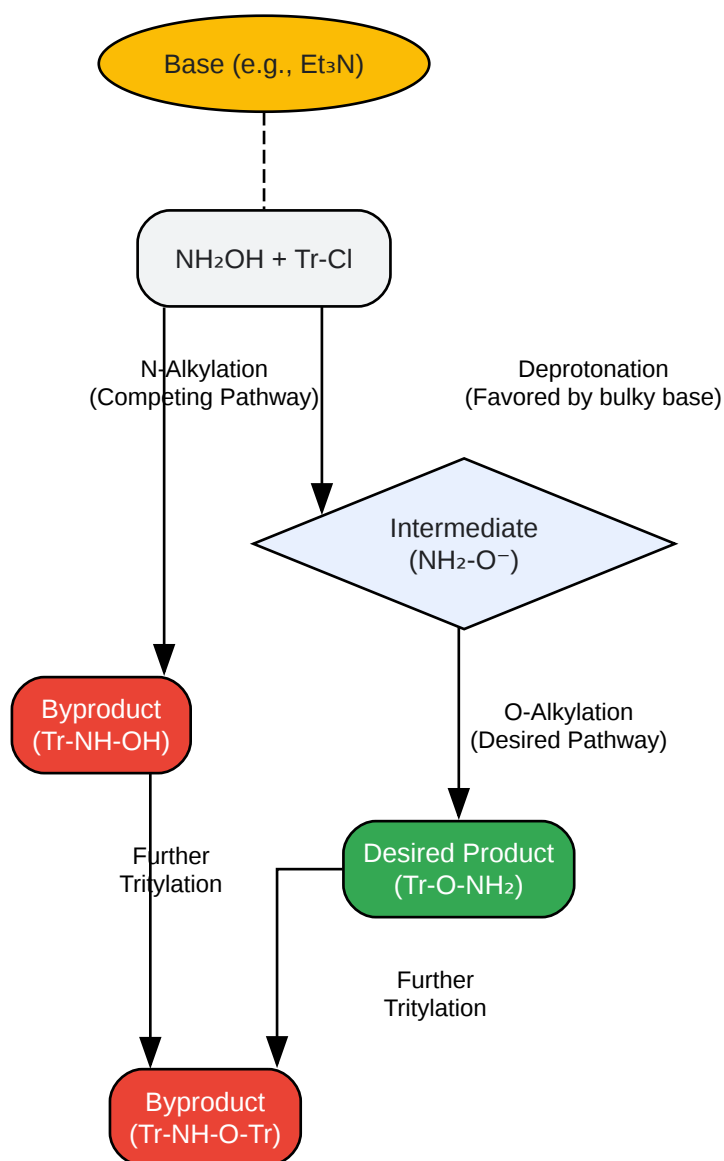 Base (e.g., Et₃N)
NH₂OH + Tr-Cl
N-Alkylation
(Competing Pathway)
Deprotonation
(Favored by bulky base)
Intermediate
(NH₂-O⁻)
Byproduct
(Tr-NH-OH)
O-Alkylation
(Desired Pathway)
Further
Tritylation
Desired Product
(Tr-O-NH₂)
Further
Tritylation
Byproduct
(Tr-NH-O-Tr)